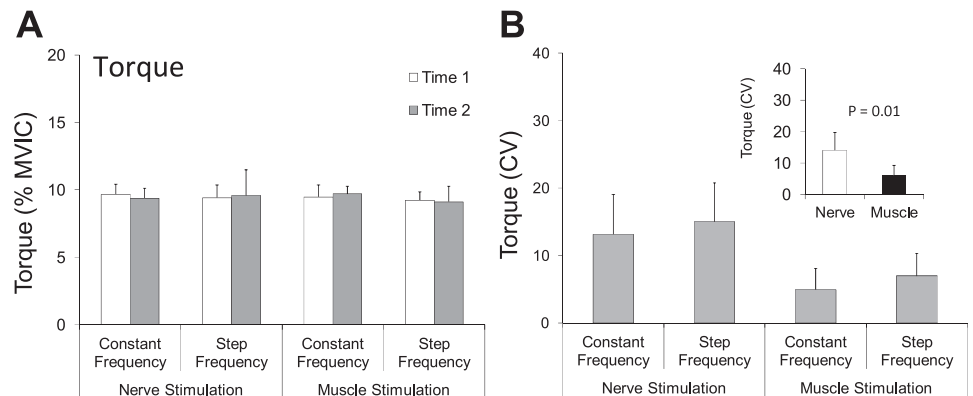 A
Torque
Torque (% MVIC)
20
15
10
5
0
Time 1
Time 2
Constant
Frequency
Step
Frequency
Constant
Frequency
Step
Frequency
Nerve Stimulation
Muscle Stimulation
B
Torque (CV)
40
30
20
10
0
Constant
Frequency
Step
Frequency
Constant
Frequency
Step
Frequency
Nerve Stimulation
Muscle Stimulation
Torque (CV)
40
30
20
10
0
P = 0.01
Nerve
Muscle